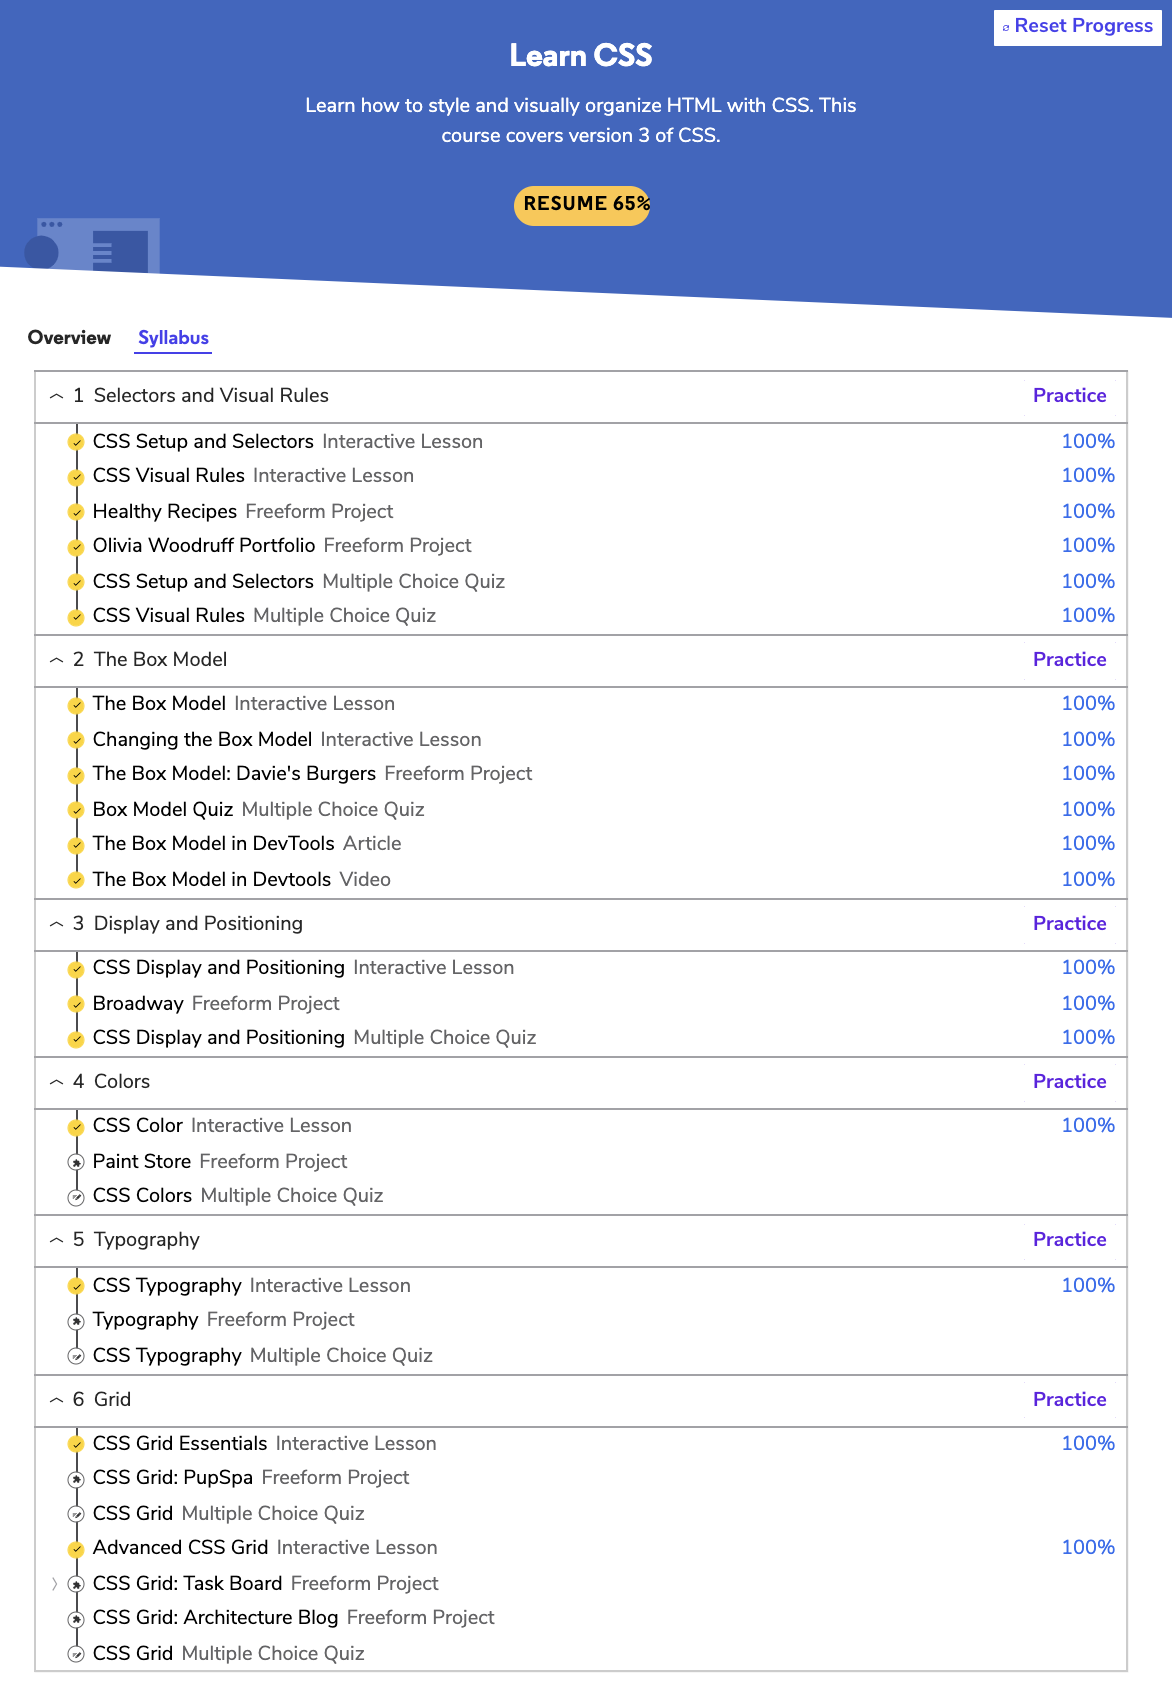 Reset Progress
Learn CSS
Learn how to style and visually organize HTML with CSS. This
course covers version 3 of CSS.
RESUME 65%
Overview Syllabus
1 Selectors and Visual Rules Practice
CSS Setup and Selectors Interactive Lesson 100%
CSS Visual Rules Interactive Lesson 100%
Healthy Recipes Freeform Project 100%
Olivia Woodruff Portfolio Freeform Project 100%
CSS Setup and Selectors Multiple Choice Quiz 100%
CSS Visual Rules Multiple Choice Quiz 100%
2 The Box Model Practice
The Box Model Interactive Lesson 100%
Changing the Box Model Interactive Lesson 100%
The Box Model: Davie's Burgers Freeform Project 100%
Box Model Quiz Multiple Choice Quiz 100%
The Box Model in DevTools Article 100%
The Box Model in Devtools Video 100%
3 Display and Positioning Practice
CSS Display and Positioning Interactive Lesson 100%
Broadway Freeform Project 100%
CSS Display and Positioning Multiple Choice Quiz 100%
4 Colors Practice
CSS Color Interactive Lesson 100%
Paint Store Freeform Project
CSS Colors Multiple Choice Quiz
5 Typography Practice
CSS Typography Interactive Lesson 100%
Typography Freeform Project
CSS Typography Multiple Choice Quiz
6 Grid Practice
CSS Grid Essentials Interactive Lesson 100%
CSS Grid: PupSpa Freeform Project
CSS Grid Multiple Choice Quiz
Advanced CSS Grid Interactive Lesson 100%
CSS Grid: Task Board Freeform Project
CSS Grid: Architecture Blog Freeform Project
CSS Grid Multiple Choice Quiz